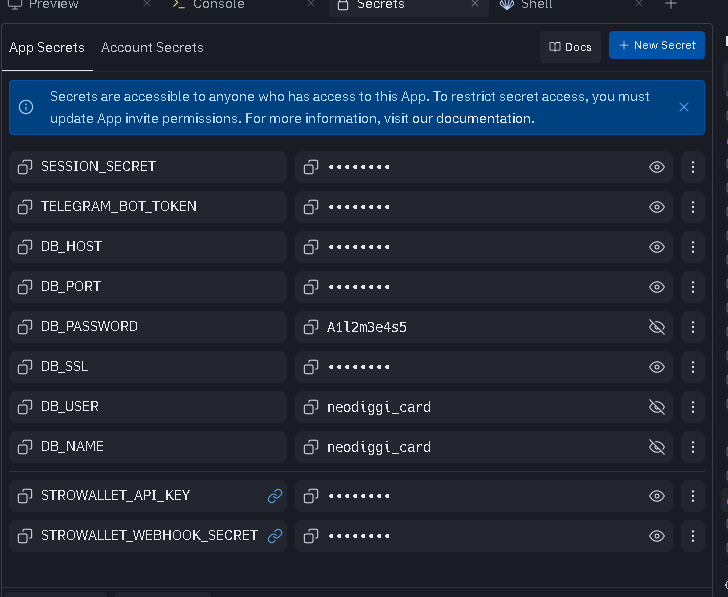 Preview
Console
Secrets
Shell
App Secrets
Account Secrets
Docs
New Secret
Secrets are accessible to anyone who has access to this App. To restrict secret access, you must
update App invite permissions. For more information, visit our documentation.
SESSION_SECRET ••••••••
TELEGRAM_BOT_TOKEN ••••••••
DB_HOST ••••••••
DB_PORT ••••••••
DB_PASSWORD A1l2m3e4s5
DB_SSL ••••••••
DB_USER neodiggi_card
DB_NAME neodiggi_card
STROWALLET_API_KEY ••••••••
STROWALLET_WEBHOOK_SECRET ••••••••